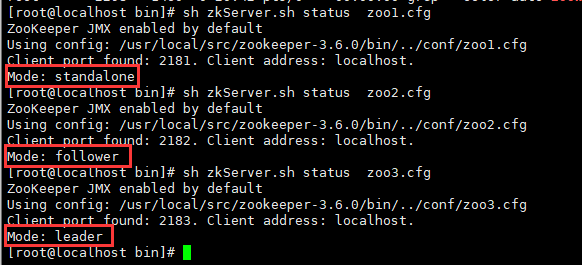 [root@localhost bin]# sh zkServer.sh status  zoo1.cfg
ZooKeeper JMX enabled by default
Using config: /usr/local/src/zookeeper-3.6.0/bin/../conf/zoo1.cfg
Client port found: 2181. Client address: localhost.
Mode: standalone
[root@localhost bin]# sh zkServer.sh status  zoo2.cfg
ZooKeeper JMX enabled by default
Using config: /usr/local/src/zookeeper-3.6.0/bin/../conf/zoo2.cfg
Client port found: 2182. Client address: localhost.
Mode: follower
[root@localhost bin]# sh zkServer.sh status  zoo3.cfg
ZooKeeper JMX enabled by default
Using config: /usr/local/src/zookeeper-3.6.0/bin/../conf/zoo3.cfg
Client port found: 2183. Client address: localhost.
Mode: leader
[root@localhost bin]#